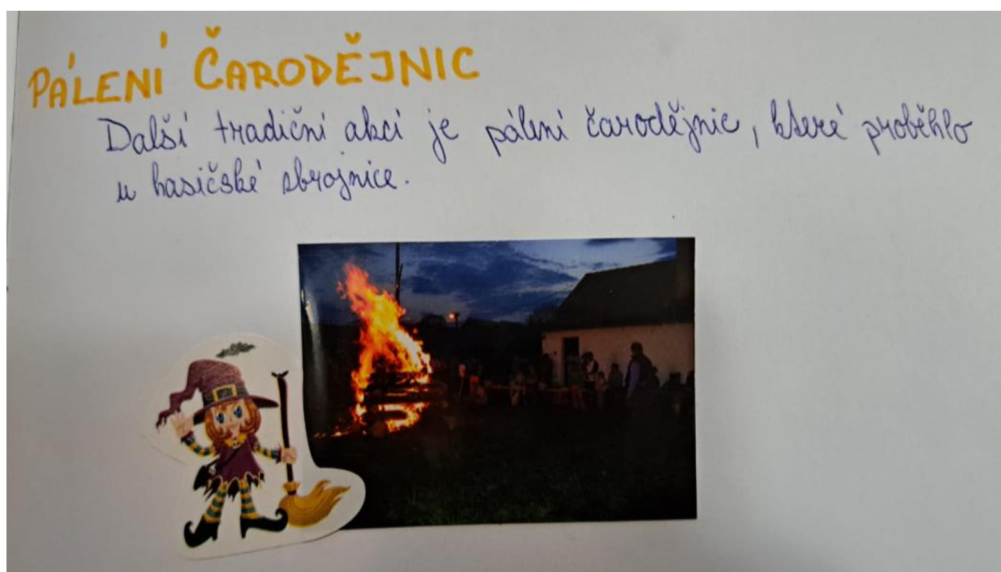 PÁLENÍ ČARODĚJNIC
Další tradiční akcí je pálení čarodějnic, které proběhlo
u hasičské zbrojnice.